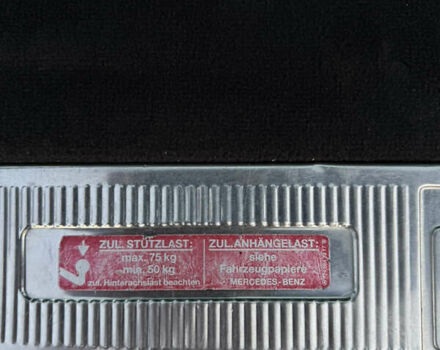 ZUL. STÜTZLAST:
max. 75 kg
min. 50 kg
zul. Hinterachslast beachten
ZUL. ANHÄNGELAST:
siehe
Fahrzeugpapiere
MERCEDES-BENZ